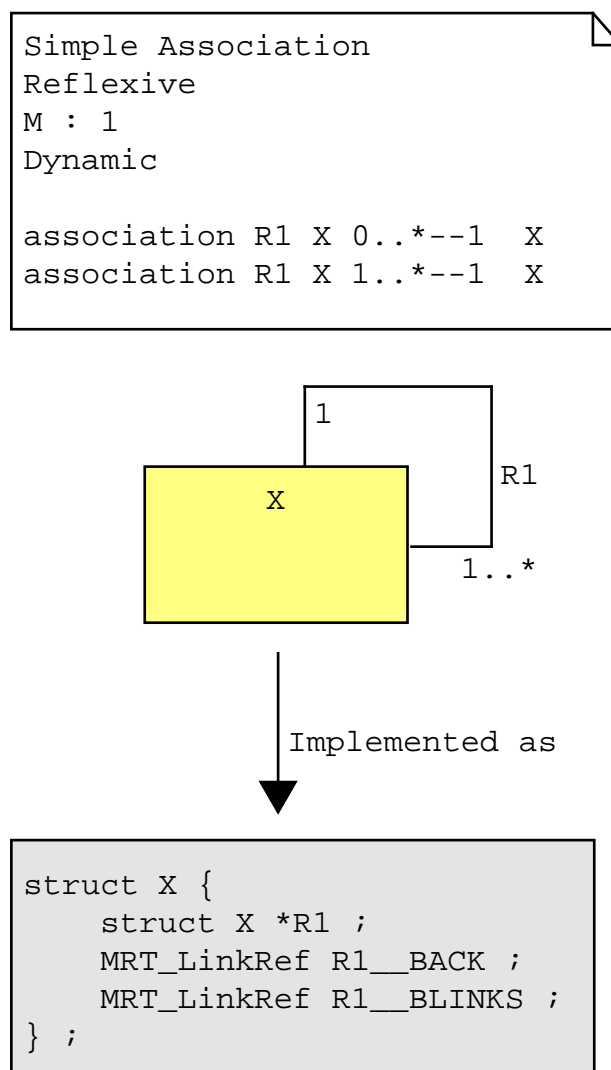 Simple Association
Reflexive
M : 1
Dynamic
association R1 X 0..*--1  X
association R1 X 1..*--1  X
1
R1
X
1..*
Implemented as
struct X {
    struct X *R1 ;
    MRT_LinkRef R1__BACK ;
    MRT_LinkRef R1__BLINKS ;
} ;